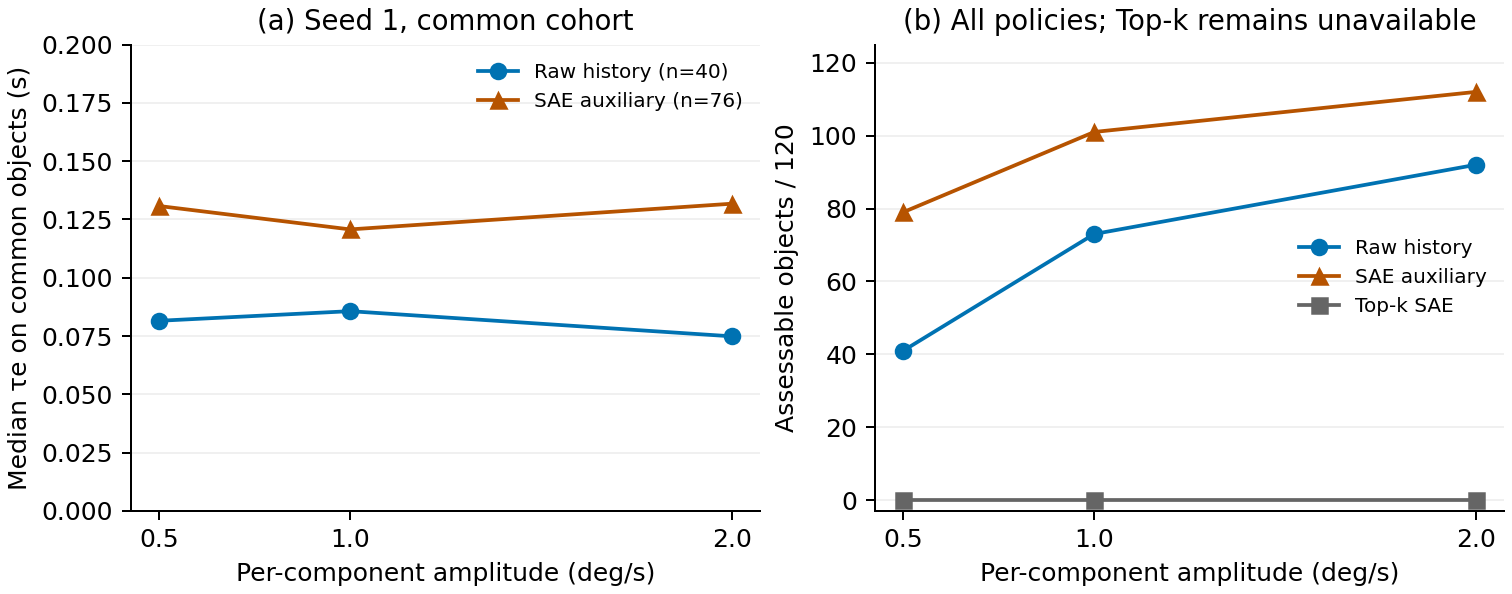 (a) Seed 1, common cohort
Median τe on common objects (s)
0.200
0.175
0.150
0.125
0.100
0.075
0.050
0.025
0.000
Raw history (n=40)
SAE auxiliary (n=76)
0.5
1.0
2.0
Per-component amplitude (deg/s)
(b) All policies; Top-k remains unavailable
Assessable objects / 120
120
100
80
60
40
20
0
Raw history
SAE auxiliary
Top-k SAE
0.5
1.0
2.0
Per-component amplitude (deg/s)